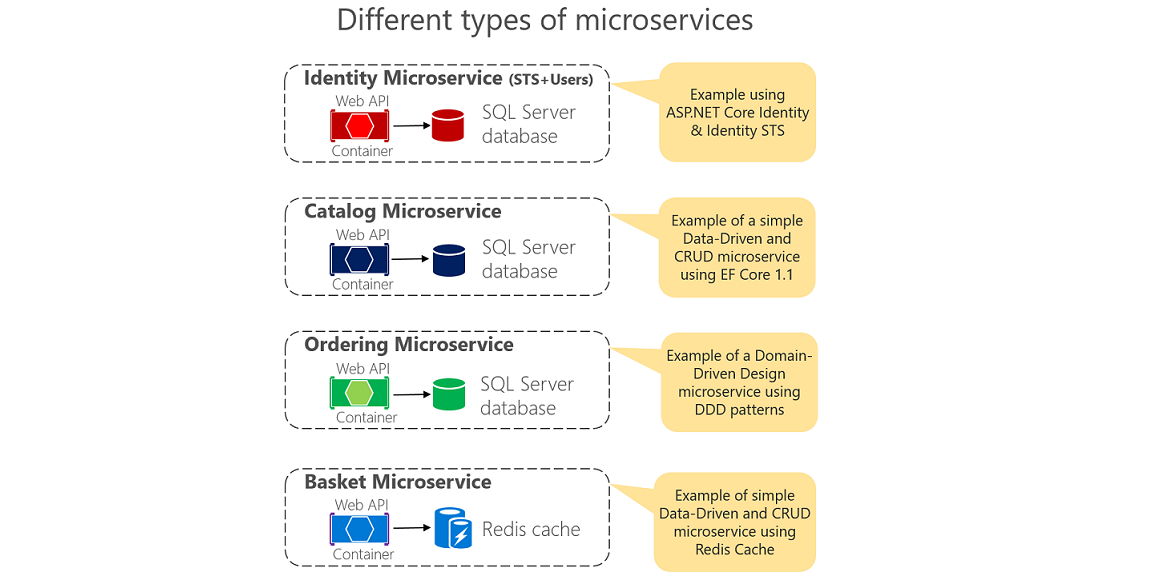 Different types of microservices
Identity Microservice (STS+Users)
Web API
Container
SQL Server
database
Example using
ASP.NET Core Identity
& Identity STS
Catalog Microservice
Web API
Container
SQL Server
database
Example of a simple
Data-Driven and
CRUD microservice
using EF Core 1.1
Ordering Microservice
Web API
Container
SQL Server
database
Example of a Domain-
Driven Design
microservice using
DDD patterns
Basket Microservice
Web API
Container
Redis cache
Example of simple
Data-Driven and CRUD
microservice using
Redis Cache